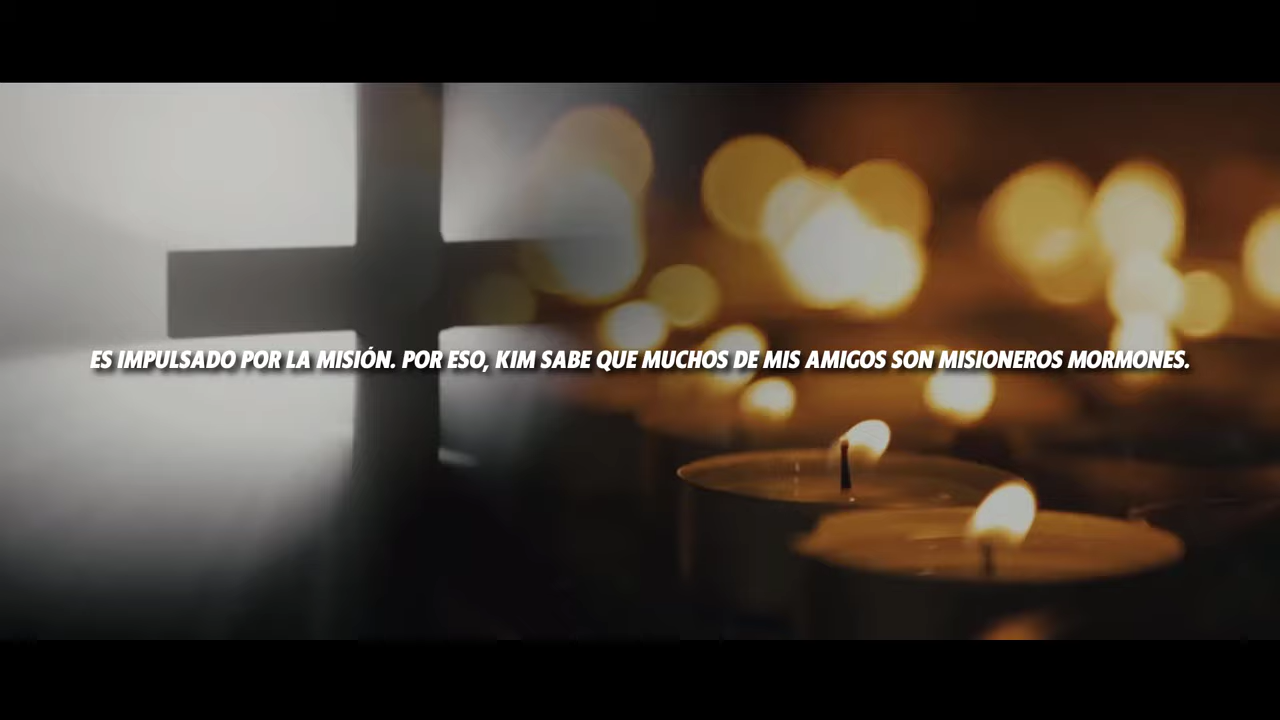 ES IMPULSADO POR LA MISIÓN. POR ESO, KIM SABE QUE MUCHOS DE MIS AMIGOS SON MISIONEROS MORMONES.